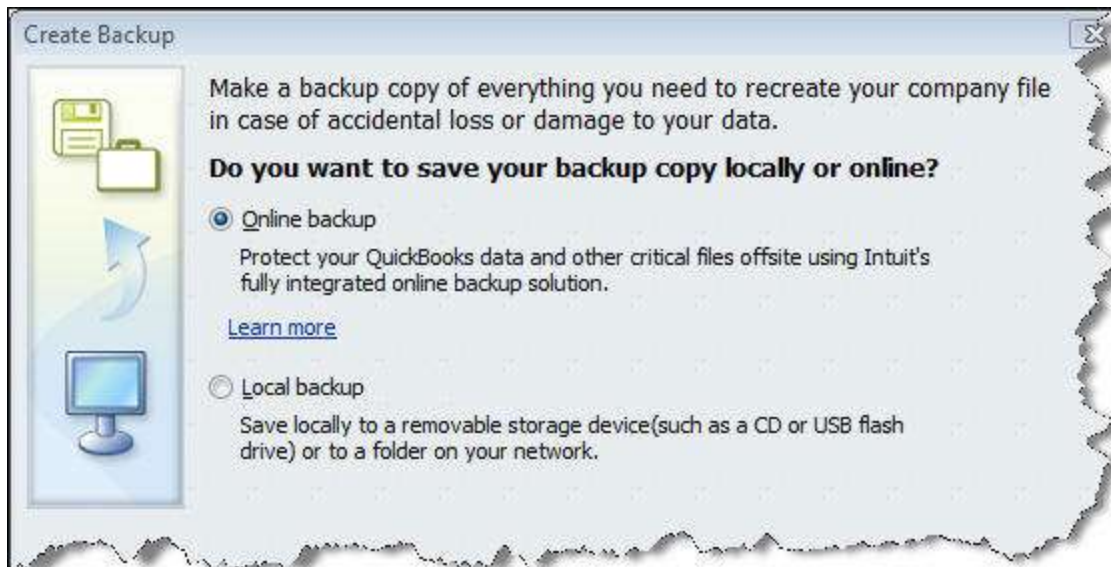 Create Backup
Make a backup copy of everything you need to recreate your company file
in case of accidental loss or damage to your data.
Do you want to save your backup copy locally or online?
Online backup
Protect your QuickBooks data and other critical files offsite using Intuit's
fully integrated online backup solution.
Learn more
Local backup
Save locally to a removable storage device(such as a CD or USB flash
drive) or to a folder on your network.